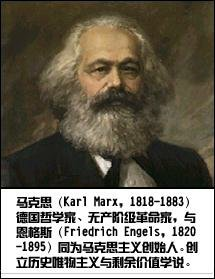 马克思（Karl Marx, 1818-1883）
德国哲学家、无产阶级革命家，与
恩格斯（Friedrich Engels, 1820
-1895）同为马克思主义创始人。创
立历史唯物主义与剩余价值学说。